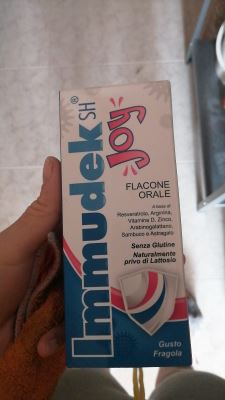 Immudek SH®
Joy
FLACONE
ORALE
A base di
Resveratrolo, Arginina,
Vitamina D, Zinco,
Arabinogalattano,
Sambuco e Astragalo
Senza Glutine
Naturalmente
privo di Lattosio
Gusto
Fragola